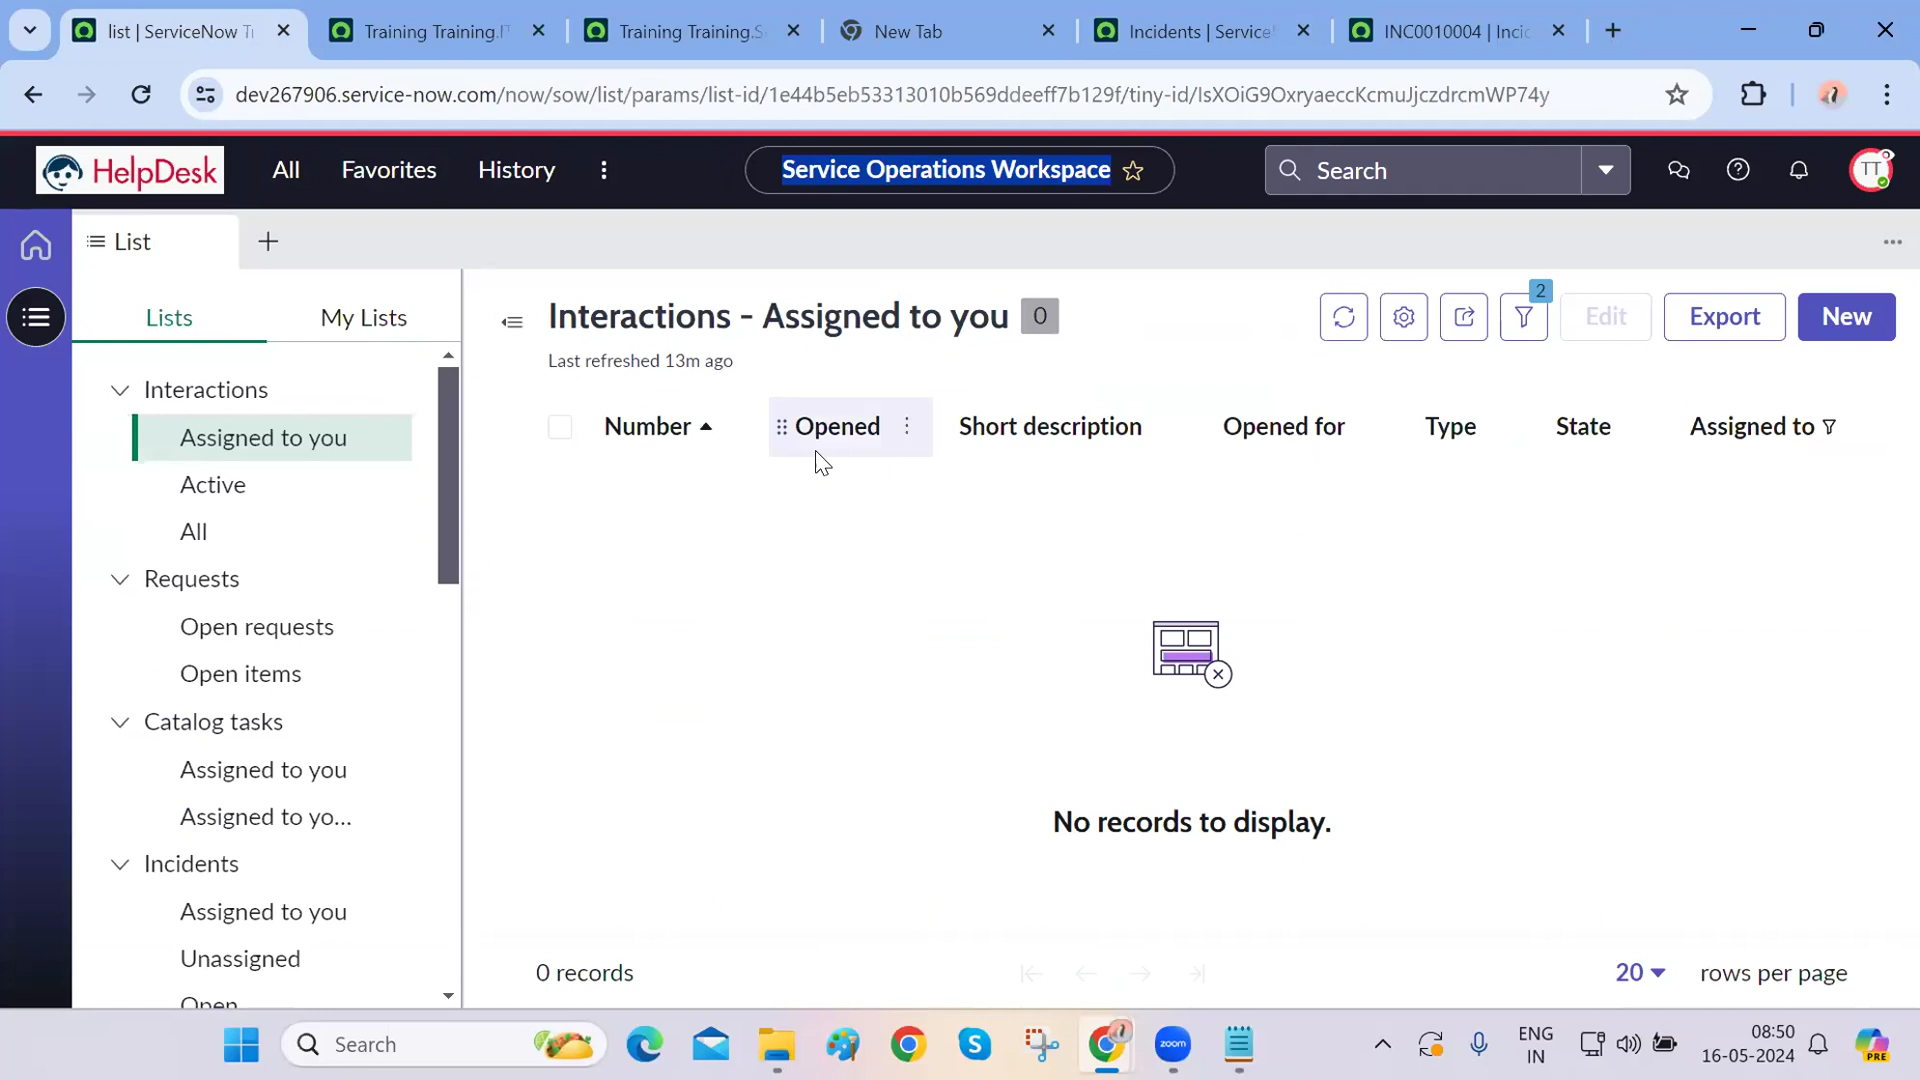 list | ServiceNow
Training Training.
Training Training.S
New Tab
Incidents | Service
INC0010004 | Inci
dev267906.service-now.com/now/sow/list/params/list-id/1e44b5eb53313010b569ddeeff7b129f/tiny-id/IsXOiG9OxryaeccKcmuJjczdrcmWP74y
HelpDesk
All
Favorites
History
Service Operations Workspace
Search
TT
List
Lists
My Lists
Interactions
Assigned to you
Active
All
Requests
Open requests
Open items
Catalog tasks
Assigned to you
Assigned to yo...
Incidents
Assigned to you
Unassigned
Open
Interactions - Assigned to you 0
Last refreshed 13m ago
2
Edit
Export
New
Number
Opened
Short description
Opened for
Type
State
Assigned to
No records to display.
0 records
20
rows per page
Search
zoom
ENG
IN
08:50
16-05-2024
PRE